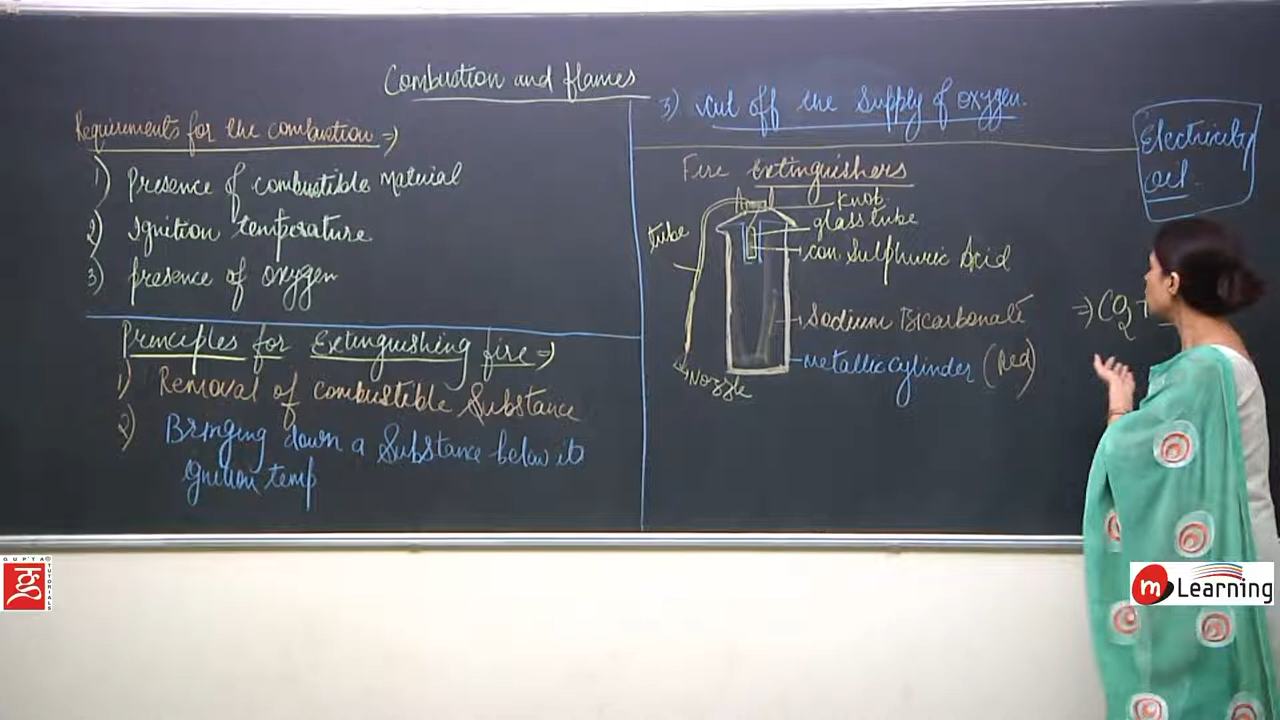 Combustion and flames
Requirements for the combustion =>
1) Presence of combustible Material
2) Ignition temperature
3) presence of oxygen
Principles for Extinguishing fire =>
1) Removal of combustible Substance
2) Bringing down a Substance below its
ignition temp
3) cut off the Supply of oxygen.
Fire Extinguishers
Knob
glass tube
tube
con Sulphuric Acid
Sodium Bicarbonate
Metallic cylinder (Red)
Nozzle
Electricity
oil.
=> CO2 +
GUPTA TUTORIALS
m Learning